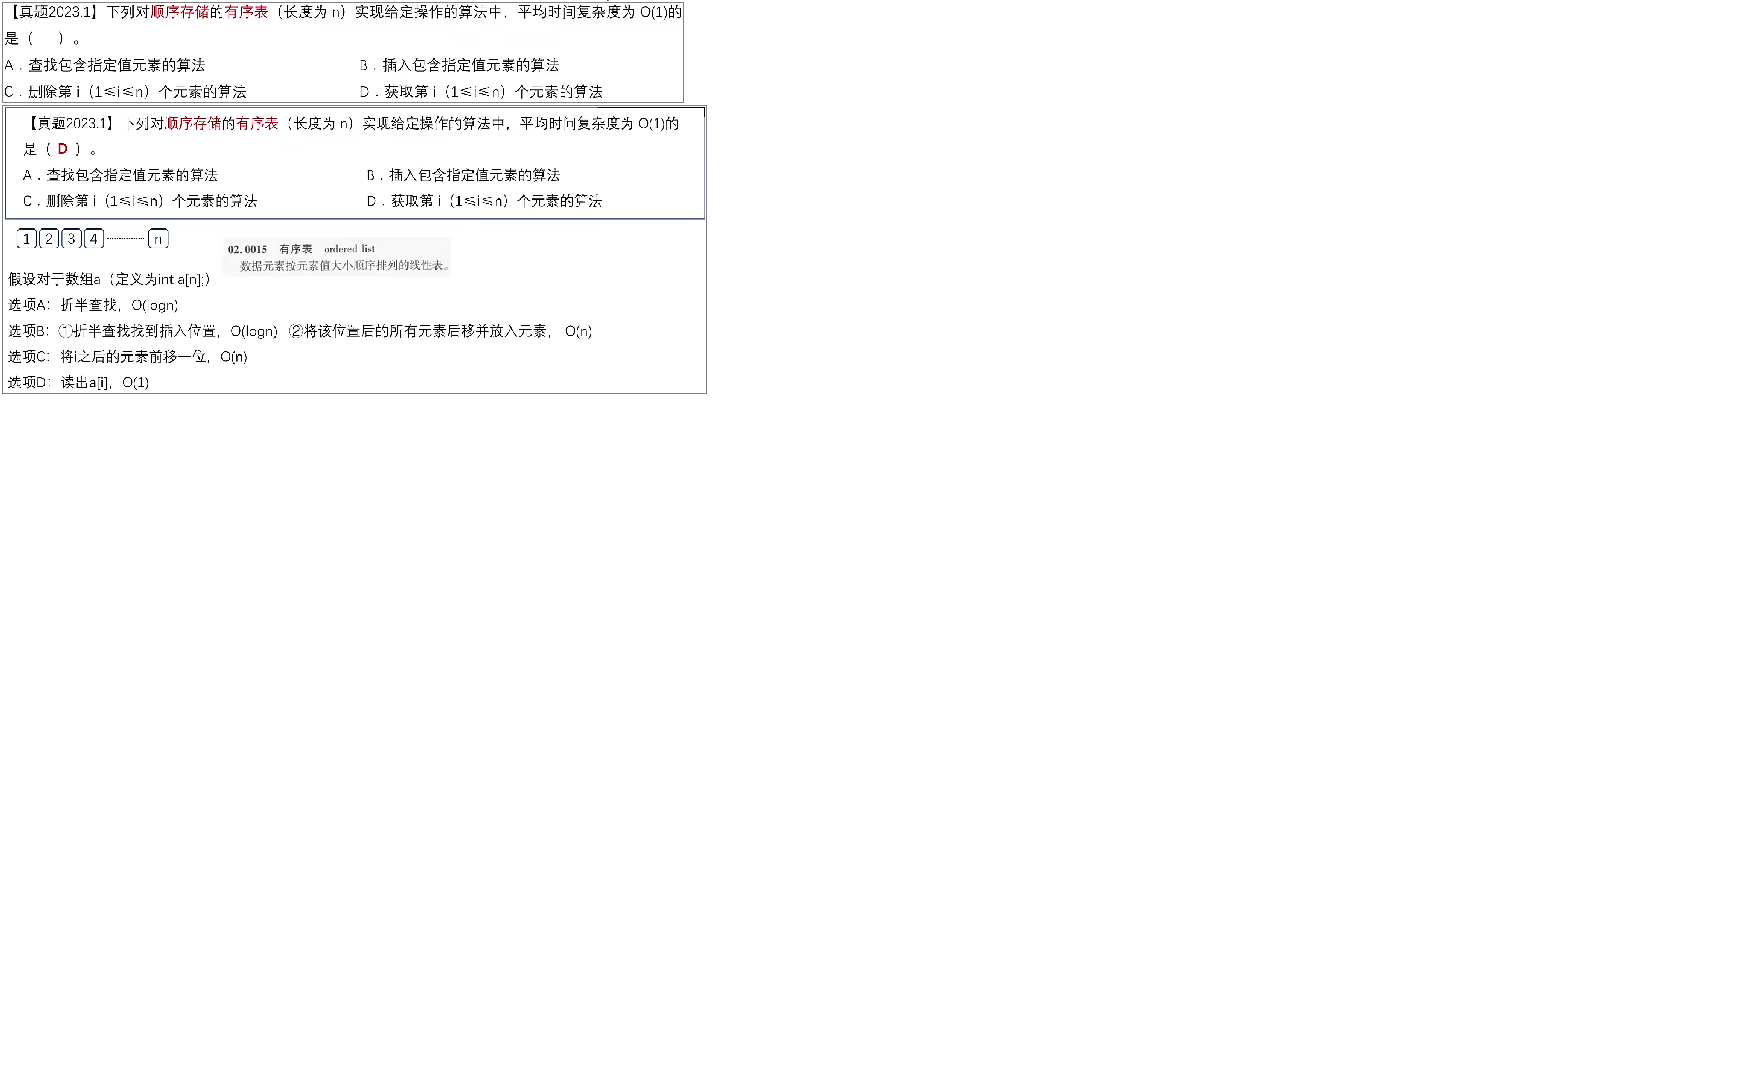 【真题2023.1】下列对顺序存储的有序表（长度为 n）实现给定操作的算法中，平均时间复杂度为 O(1)的
是（　　）。
A．查找包含指定值元素的算法　　B．插入包含指定值元素的算法
C．删除第 i（1≤i≤n）个元素的算法　　D．获取第 i（1≤i≤n）个元素的算法
【真题2023.1】下列对顺序存储的有序表（长度为 n）实现给定操作的算法中，平均时间复杂度为 O(1)的
是（ D ）。
A．查找包含指定值元素的算法　　B．插入包含指定值元素的算法
C．删除第 i（1≤i≤n）个元素的算法　　D．获取第 i（1≤i≤n）个元素的算法
1 2 3 4 ………… n
02.0015　有序表　ordered list
数据元素按元素值大小顺序排列的线性表。
假设对于数组a（定义为int a[n];）
选项A：折半查找，O(logn)
选项B：①折半查找找到插入位置，O(logn) ②将该位置后的所有元素后移并放入元素， O(n)
选项C：将i之后的元素前移一位，O(n)
选项D：读出a[i]，O(1)